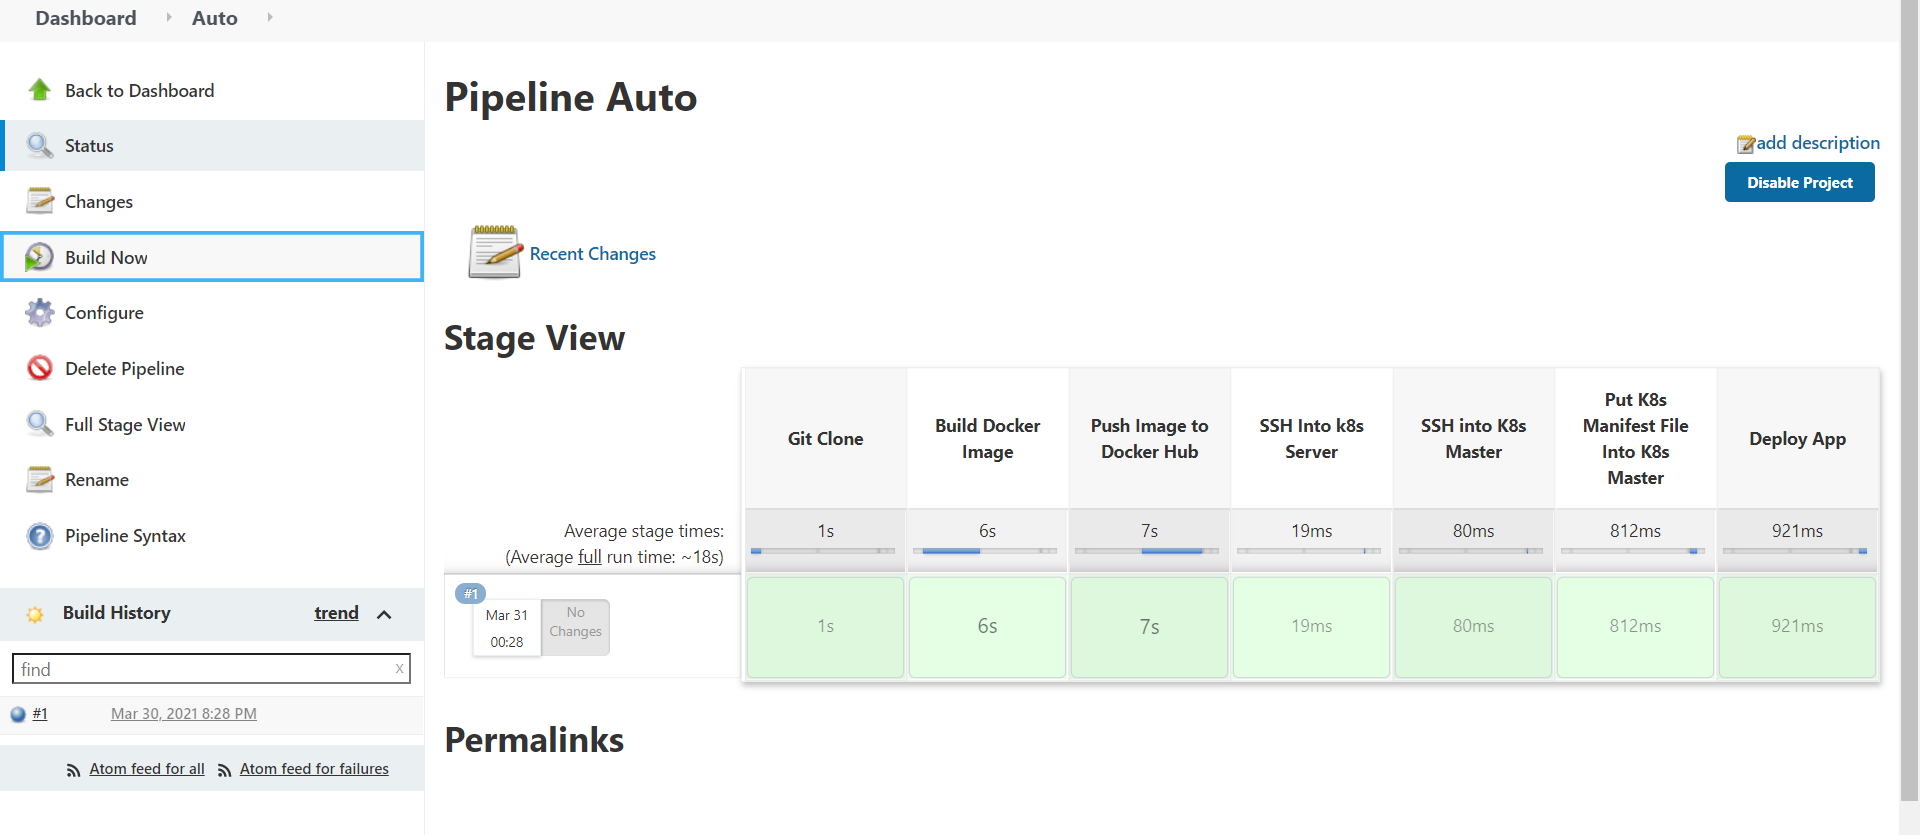 Dashboard
Auto
Back to Dashboard
Status
Changes
Build Now
Configure
Delete Pipeline
Full Stage View
Rename
Pipeline Syntax
Build History
trend
find
x
#1
Mar 30, 2021 8:28 PM
Atom feed for all
Atom feed for failures
Pipeline Auto
add description
Disable Project
Recent Changes
Stage View
Git Clone
Build Docker
Image
Push Image to
Docker Hub
SSH Into k8s
Server
SSH into K8s
Master
Put K8s
Manifest File
Into K8s
Master
Deploy App
Average stage times:
(Average full run time: ~18s)
1s
6s
7s
19ms
80ms
812ms
921ms
#1
Mar 31
00:28
No
Changes
1s
6s
7s
19ms
80ms
812ms
921ms
Permalinks